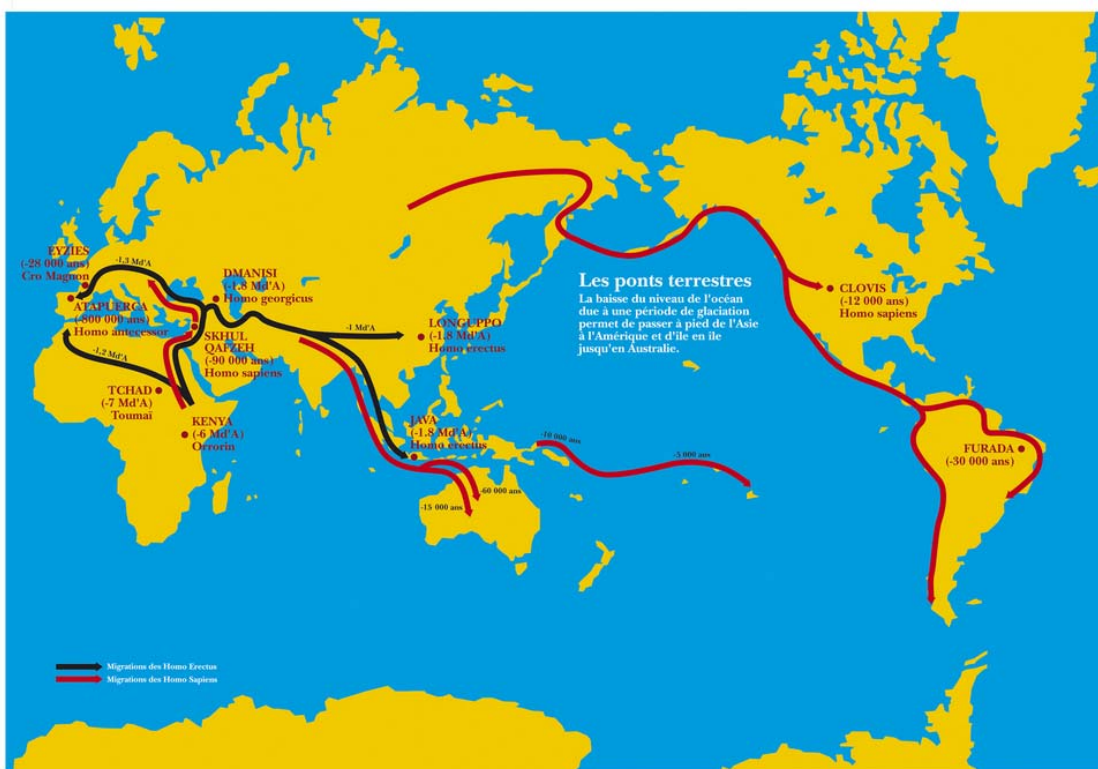 EYZIES
(-28 000 ans)
Cro Magnon
-1,3 Md'A
DMANISI
(-1.8 Md'A)
Homo georgicus
ATAPUERCA
(-800 000 ans)
Homo antecessor
-1 Md'A
LONGUPPO
(-1.8 Md'A)
Homo erectus
SKHUL
QAFZEH
(-90 000 ans)
Homo sapiens
-1,2 Md'A
TCHAD
(-7 Md'A)
Toumaï
KENYA
(-6 Md'A)
Orrorin
JAVA
(-1.8 Md'A)
Homo erectus
-10 000 ans
-5 000 ans
-60 000 ans
-15 000 ans
Les ponts terrestres
La baisse du niveau de l'océan
due à une période de glaciation
permet de passer à pied de l'Asie
à l'Amérique et d'ile en ile
jusqu'en Australie.
CLOVIS
(-12 000 ans)
Homo sapiens
FURADA
(-30 000 ans)
Migrations des Homo Erectus
Migrations des Homo Sapiens